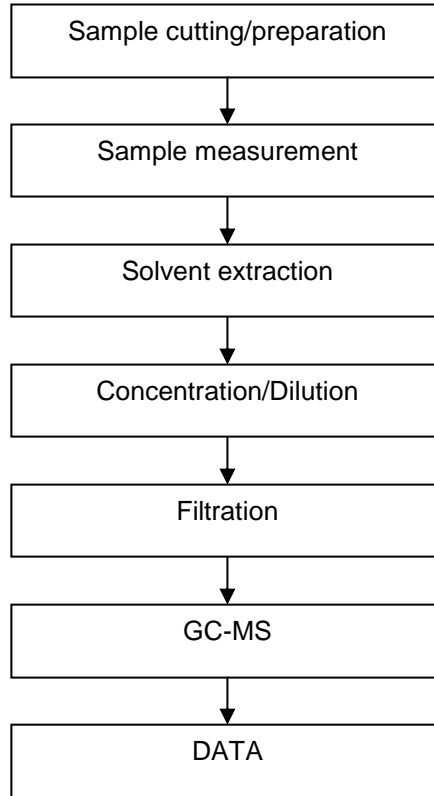 Sample cutting/preparation
Sample measurement
Solvent extraction
Concentration/Dilution
Filtration
GC-MS
DATA